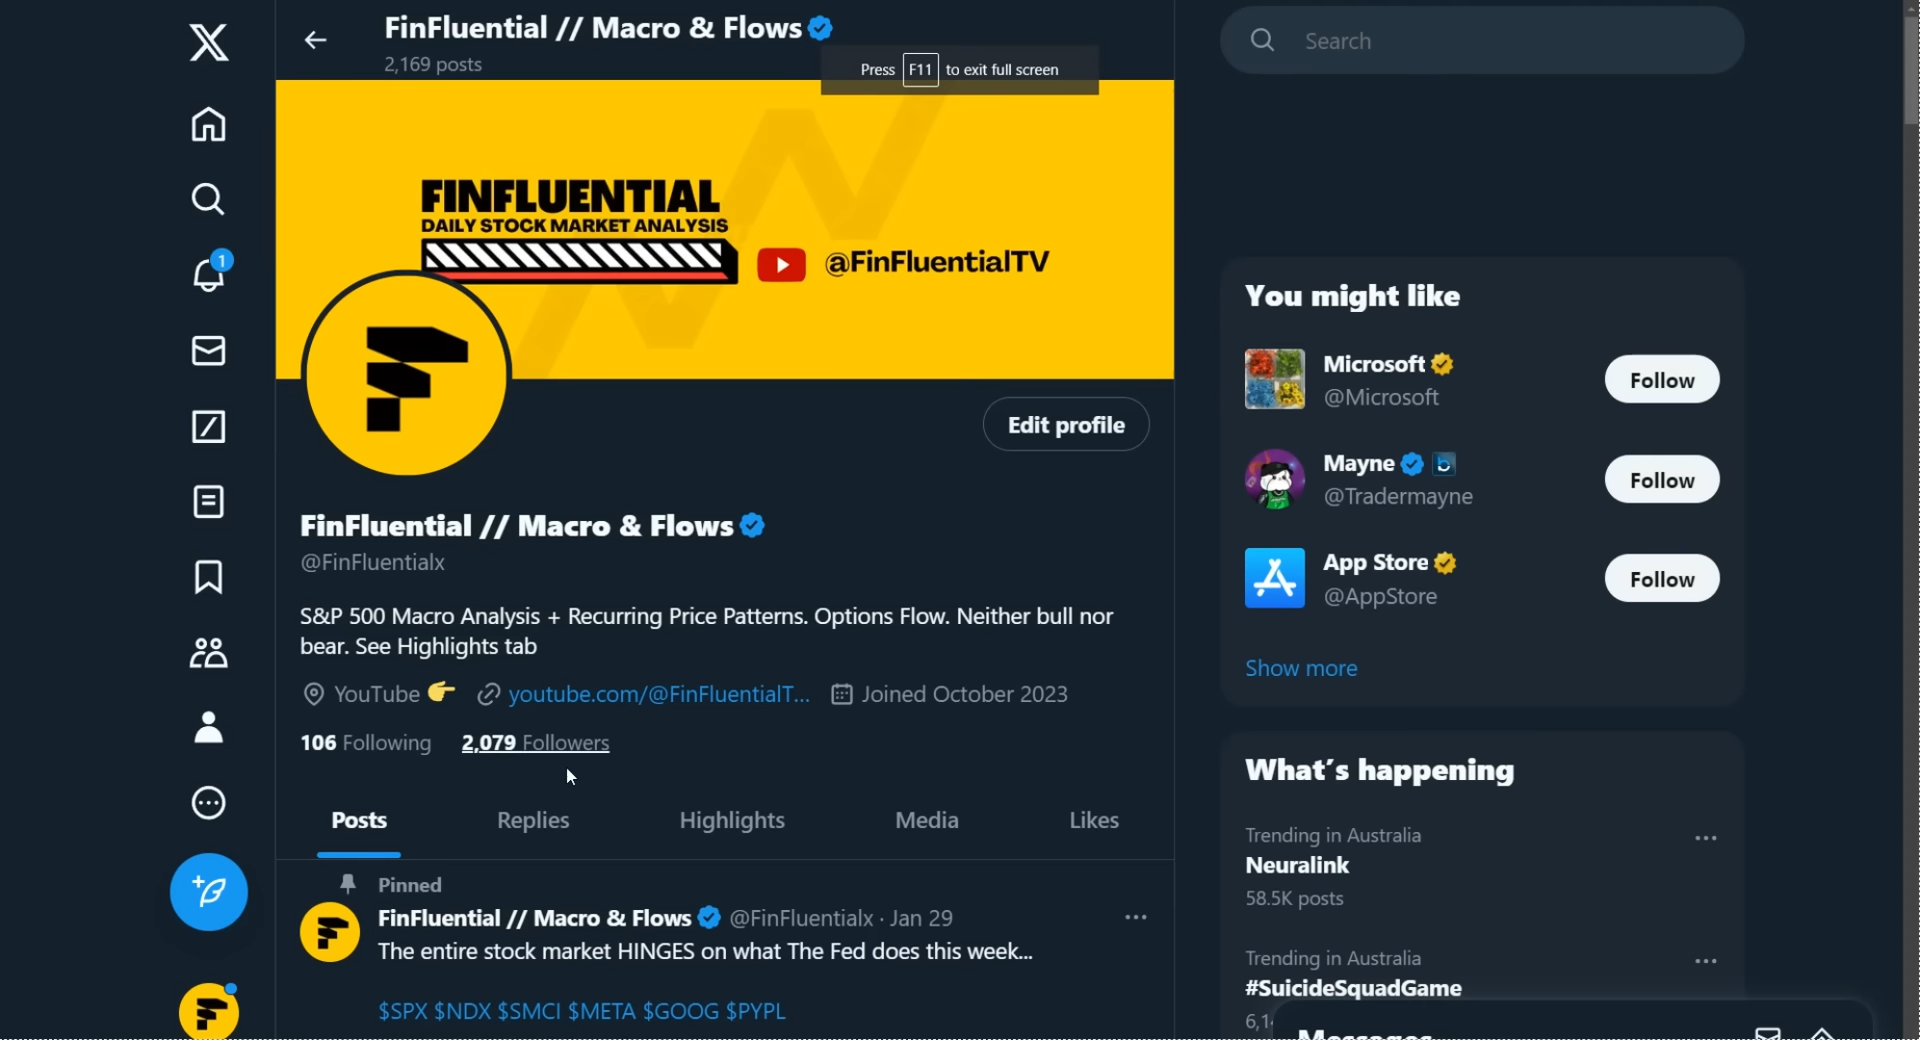 FinFluential // Macro & Flows
2,169 posts
Press F11 to exit full screen
Search
FINFLUENTIAL
DAILY STOCK MARKET ANALYSIS
@FinFluentialTV
1
Edit profile
FinFluential // Macro & Flows
@FinFluentialx
S&P 500 Macro Analysis + Recurring Price Patterns. Options Flow. Neither bull nor
bear. See Highlights tab
YouTube 👉 youtube.com/@FinFluentialT... Joined October 2023
106 Following 2,079 Followers
Posts Replies Highlights Media Likes
Pinned
FinFluential // Macro & Flows @FinFluentialx · Jan 29
The entire stock market HINGES on what The Fed does this week...
$SPX $NDX $SMCI $META $GOOG $PYPL
You might like
Microsoft
@Microsoft
Follow
Mayne
@Tradermayne
Follow
App Store
@AppStore
Follow
Show more
What's happening
Trending in Australia
Neuralink
58.5K posts
Trending in Australia
#SuicideSquadGame
Messages